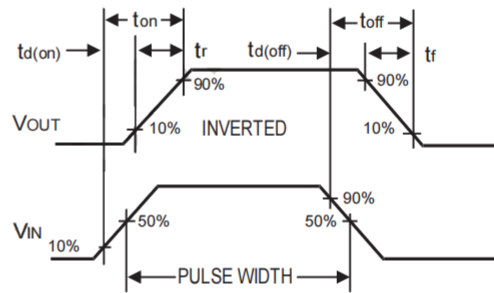 ton
toff
td(on)
tr
td(off)
tf
90%
90%
VOUT
10%
INVERTED
10%
90%
VIN
10%
50%
50%
PULSE WIDTH